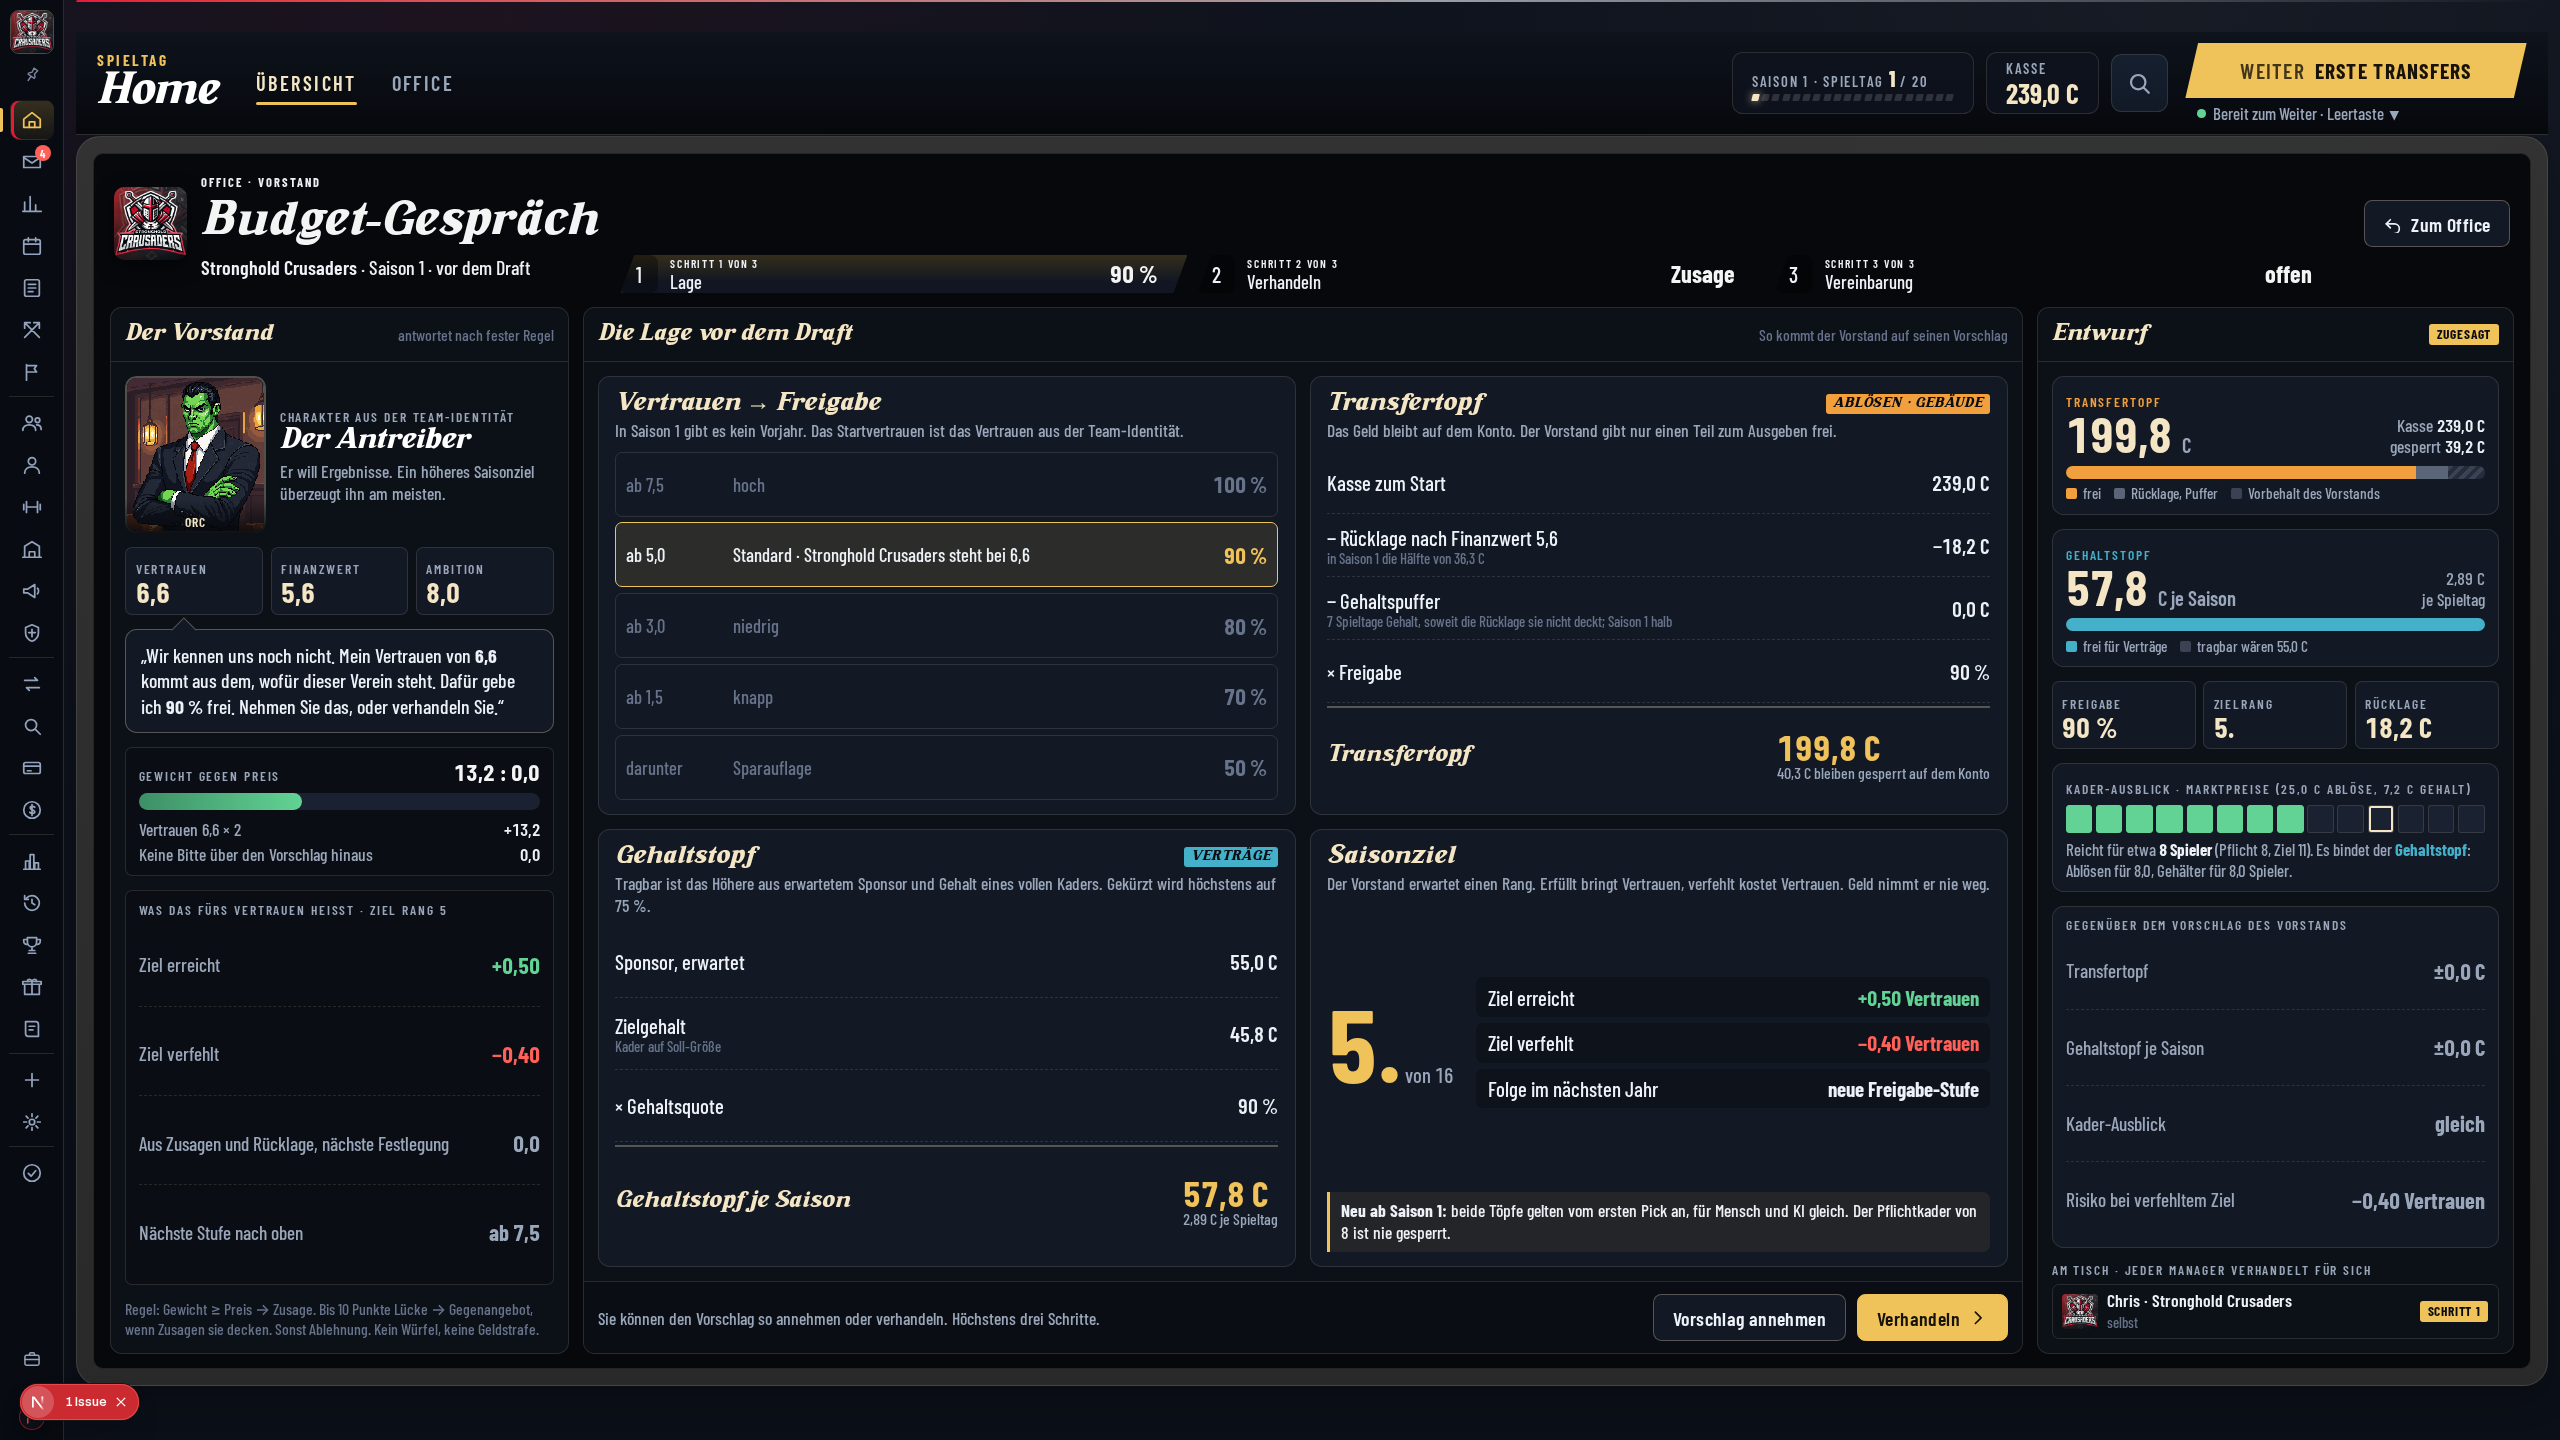 CRUSADERS
SPIELTAG
Home
ÜBERSICHT
OFFICE
SAISON 1 · SPIELTAG 1 / 20
KASSE
239,0 C
WEITER ERSTE TRANSFERS
Bereit zum Weiter · Leertaste ▼
4
OFFICE · VORSTAND
Budget-Gespräch
Stronghold Crusaders · Saison 1 · vor dem Draft
STRONGHOLD
CRUSADERS
Zum Office
1
SCHRITT 1 VON 3
Lage
90 %
2
SCHRITT 2 VON 3
Verhandeln
Zusage
3
SCHRITT 3 VON 3
Vereinbarung
offen
Der Vorstand
antwortet nach fester Regel
ORC
CHARAKTER AUS DER TEAM-IDENTITÄT
Der Antreiber
Er will Ergebnisse. Ein höheres Saisonziel
überzeugt ihn am meisten.
VERTRAUEN
6,6
FINANZWERT
5,6
AMBITION
8,0
„Wir kennen uns noch nicht. Mein Vertrauen von 6,6
kommt aus dem, wofür dieser Verein steht. Dafür gebe
ich 90 % frei. Nehmen Sie das, oder verhandeln Sie.“
GEWICHT GEGEN PREIS
13,2 : 0,0
Vertrauen 6,6 × 2
+13,2
Keine Bitte über den Vorschlag hinaus
0,0
WAS DAS FÜRS VERTRAUEN HEISST · ZIEL RANG 5
Ziel erreicht
+0,50
Ziel verfehlt
−0,40
Aus Zusagen und Rücklage, nächste Festlegung
0,0
Nächste Stufe nach oben
ab 7,5
Regel: Gewicht ≥ Preis → Zusage. Bis 10 Punkte Lücke → Gegenangebot,
wenn Zusagen sie decken. Sonst Ablehnung. Kein Würfel, keine Geldstrafe.
Die Lage vor dem Draft
So kommt der Vorstand auf seinen Vorschlag
Vertrauen → Freigabe
In Saison 1 gibt es kein Vorjahr. Das Startvertrauen ist das Vertrauen aus der Team-Identität.
ab 7,5
hoch
100 %
ab 5,0
Standard · Stronghold Crusaders steht bei 6,6
90 %
ab 3,0
niedrig
80 %
ab 1,5
knapp
70 %
darunter
Sparauflage
50 %
Transfertopf
ABLÖSEN · GEBÄUDE
Das Geld bleibt auf dem Konto. Der Vorstand gibt nur einen Teil zum Ausgeben frei.
Kasse zum Start
239,0 C
− Rücklage nach Finanzwert 5,6
in Saison 1 die Hälfte von 36,3 C
−18,2 C
− Gehaltspuffer
7 Spieltage Gehalt, soweit die Rücklage sie nicht deckt; Saison 1 halb
0,0 C
× Freigabe
90 %
Transfertopf
199,8 C
40,3 C bleiben gesperrt auf dem Konto
Gehaltstopf
VERTRÄGE
Tragbar ist das Höhere aus erwartetem Sponsor und Gehalt eines vollen Kaders. Gekürzt wird höchstens auf
75 %.
Sponsor, erwartet
55,0 C
Zielgehalt
Kader auf Soll-Größe
45,8 C
× Gehaltsquote
90 %
Gehaltstopf je Saison
57,8 C
2,89 C je Spieltag
Saisonziel
Der Vorstand erwartet einen Rang. Erfüllt bringt Vertrauen, verfehlt kostet Vertrauen. Geld nimmt er nie weg.
5. von 16
Ziel erreicht
+0,50 Vertrauen
Ziel verfehlt
−0,40 Vertrauen
Folge im nächsten Jahr
neue Freigabe-Stufe
Neu ab Saison 1: beide Töpfe gelten vom ersten Pick an, für Mensch und KI gleich. Der Pflichtkader von
8 ist nie gesperrt.
Sie können den Vorschlag so annehmen oder verhandeln. Höchstens drei Schritte.
Vorschlag annehmen
Verhandeln
Entwurf
ZUGESAGT
TRANSFERTOPF
199,8 C
Kasse 239,0 C
gesperrt 39,2 C
frei
Rücklage, Puffer
Vorbehalt des Vorstands
GEHALTSTOPF
57,8 C je Saison
2,89 C
je Spieltag
frei für Verträge
tragbar wären 55,0 C
FREIGABE
90 %
ZIELRANG
5.
RÜCKLAGE
18,2 C
KADER-AUSBLICK · MARKTPREISE (25,0 C ABLÖSE, 7,2 C GEHALT)
Reicht für etwa 8 Spieler (Pflicht 8, Ziel 11). Es bindet der Gehaltstopf:
Ablösen für 8,0, Gehälter für 8,0 Spieler.
GEGENÜBER DEM VORSCHLAG DES VORSTANDS
Transfertopf
±0,0 C
Gehaltstopf je Saison
±0,0 C
Kader-Ausblick
gleich
Risiko bei verfehltem Ziel
−0,40 Vertrauen
AM TISCH · JEDER MANAGER VERHANDELT FÜR SICH
Chris · Stronghold Crusaders
selbst
SCHRITT 1
N
1 Issue